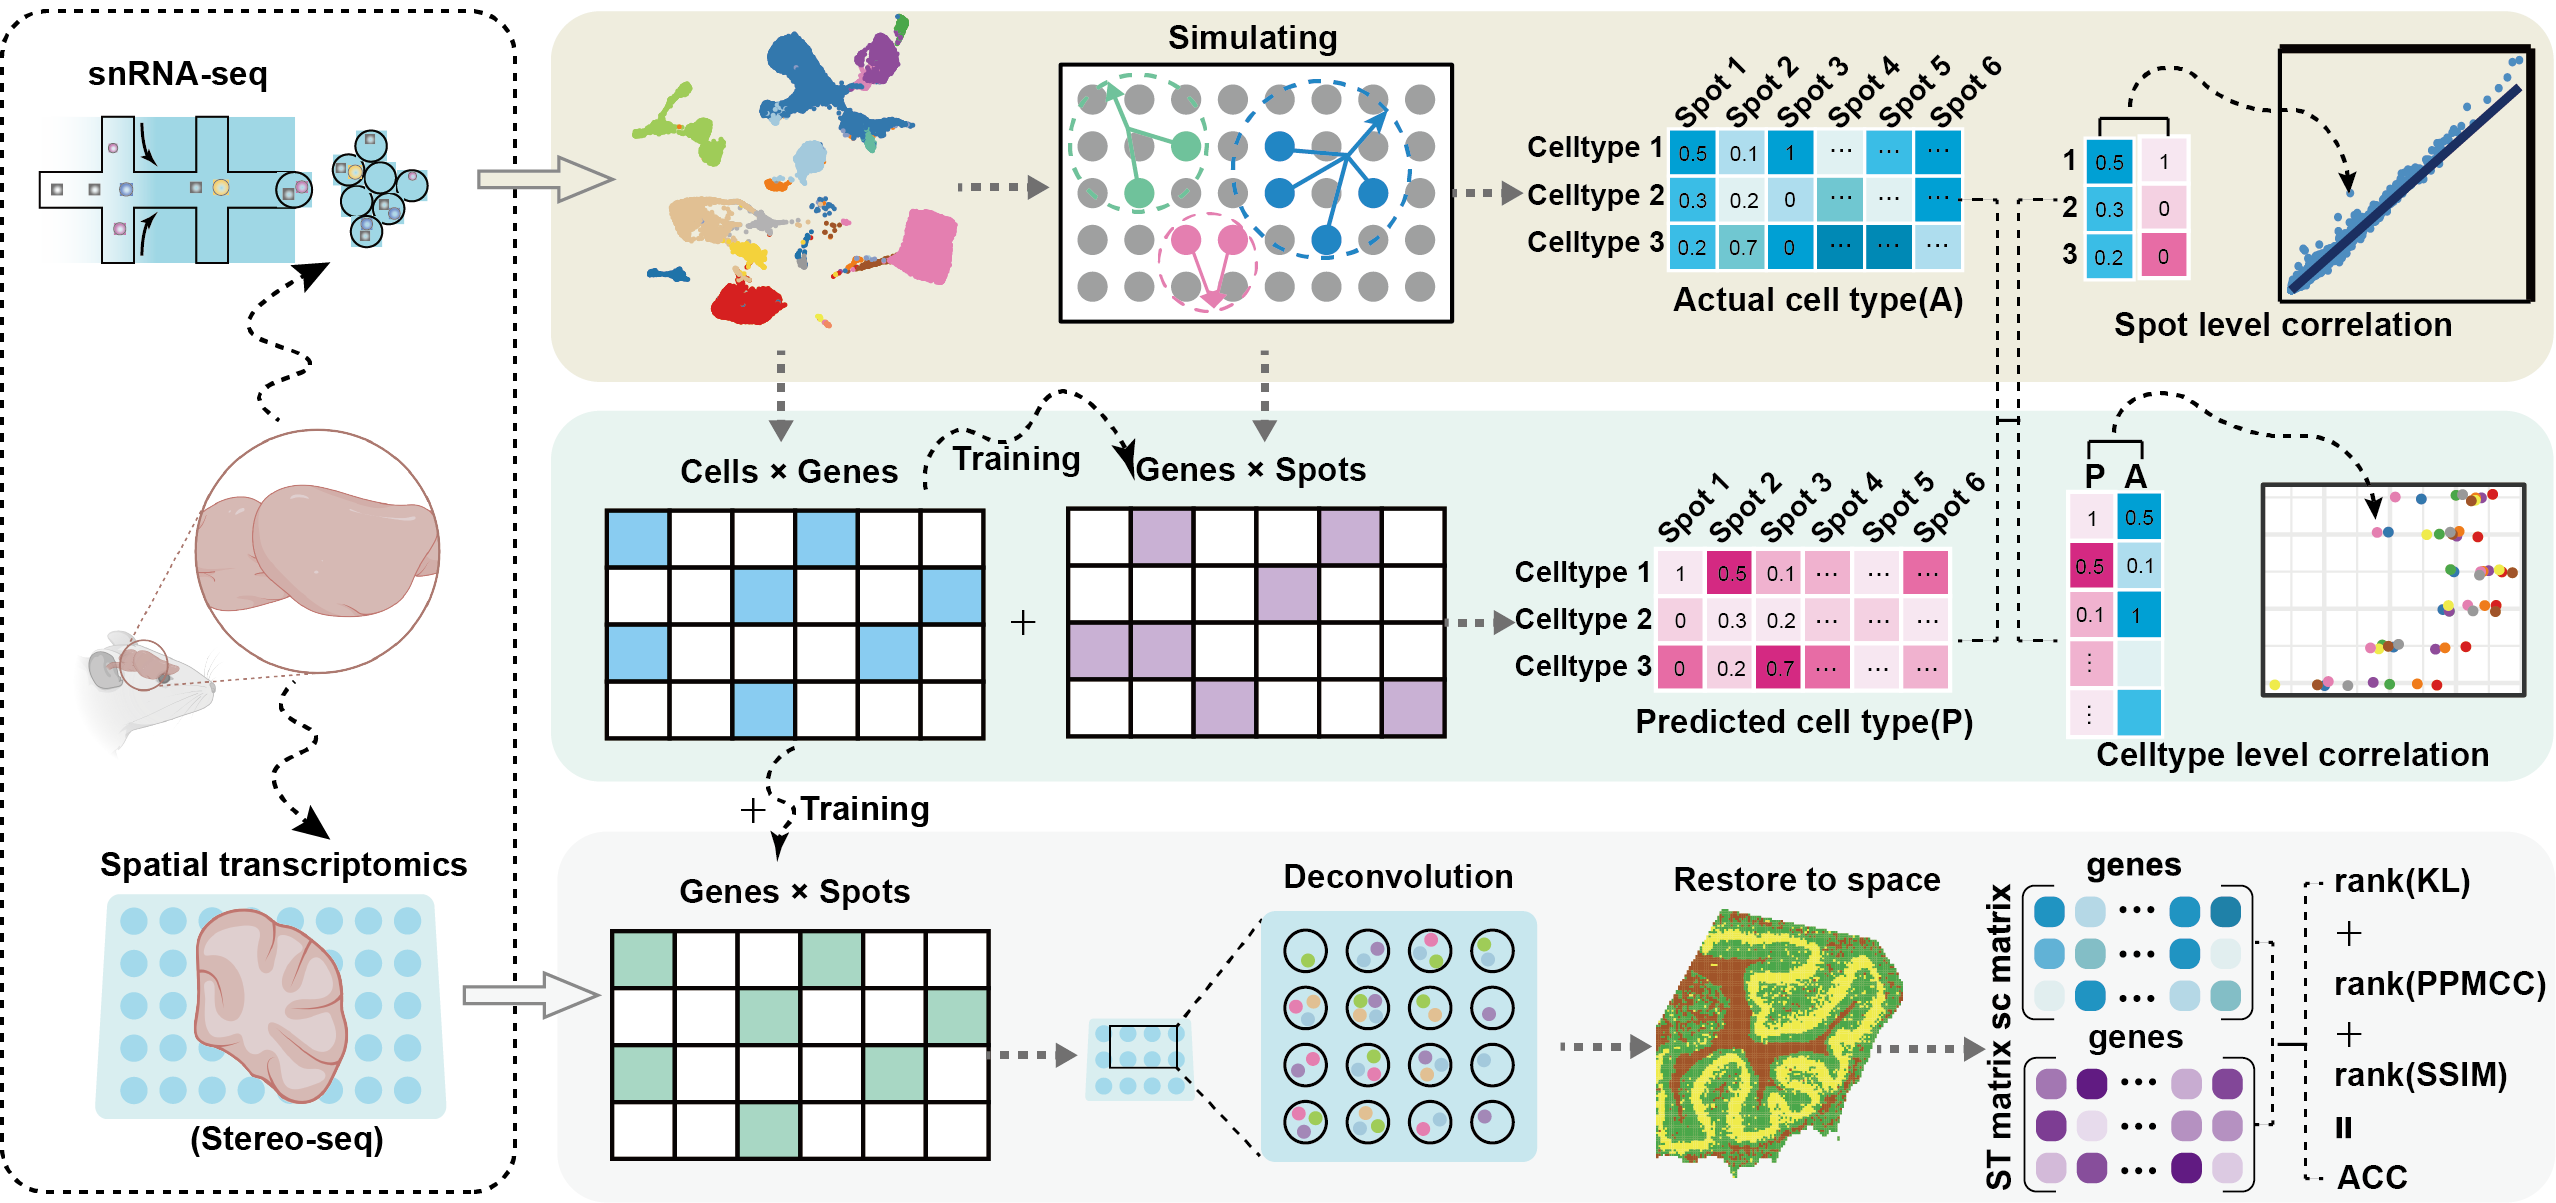 snRNA-seq
Spatial transcriptomics
(Stereo-seq)
Simulating
Spot 1
Spot 2
Spot 3
Spot 4
Spot 5
Spot 6
Celltype 1 0.5 0.1 1 ... ... ...
Celltype 2 0.3 0.2 0 ... ... ...
Celltype 3 0.2 0.7 0 ... ... ...
Actual cell type(A)
1 0.5 1
2 0.3 0
3 0.2 0
Spot level correlation
Cells × Genes
Training
Genes × Spots
+
Spot 1
Spot 2
Spot 3
Spot 4
Spot 5
Spot 6
Celltype 1 1 0.5 0.1 ... ... ...
Celltype 2 0 0.3 0.2 ... ... ...
Celltype 3 0 0.2 0.7 ... ... ...
Predicted cell type(P)
P A
1 0.5
0.5 0.1
0.1 1
⋮
⋮
Celltype level correlation
+ Training
Genes × Spots
Deconvolution
Restore to space
genes
sc matrix
...
...
...
genes
ST matrix
...
...
...
rank(KL)
+
rank(PPMCC)
+
rank(SSIM)
=
ACC